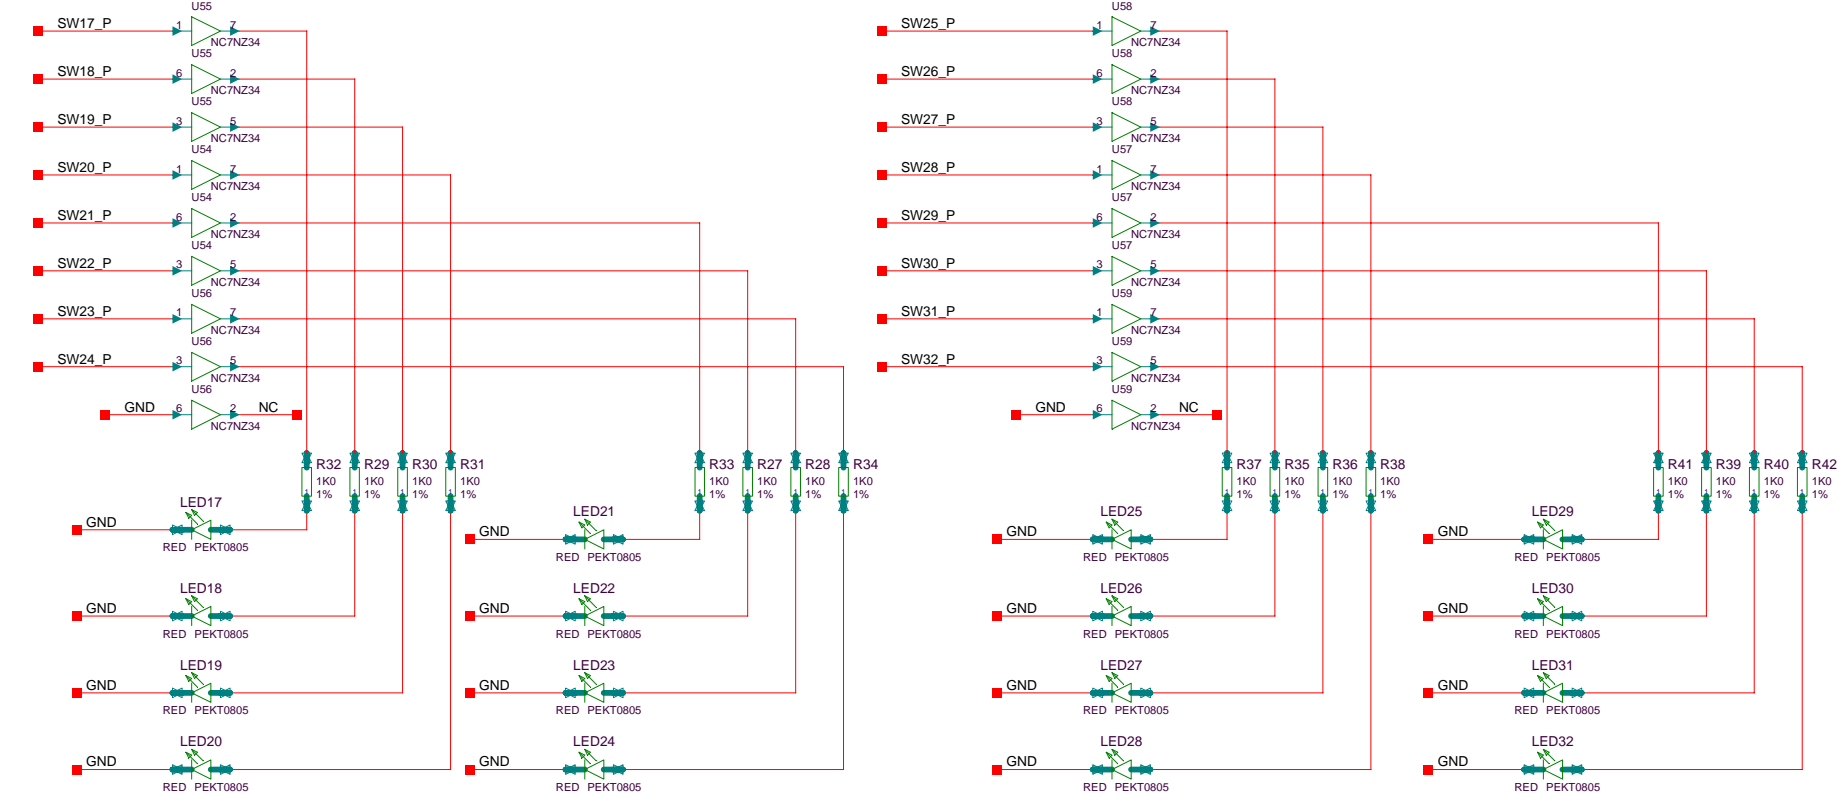 U55
SW17_P 1 7
NC7NZ34
U55
SW18_P 6 2
NC7NZ34
U55
SW19_P 3 5
NC7NZ34
U54
SW20_P 1 7
NC7NZ34
U54
SW21_P 6 2
NC7NZ34
U54
SW22_P 3 5
NC7NZ34
U56
SW23_P 1 7
NC7NZ34
U56
SW24_P 3 5
NC7NZ34
U56
GND 6 2 NC
NC7NZ34
R32 R29 R30 R31
1K0 1K0 1K0 1K0
1% 1% 1% 1%
R33 R27 R28 R34
1K0 1K0 1K0 1K0
1% 1% 1% 1%
LED17
GND
RED PEKT0805
LED18
GND
RED PEKT0805
LED19
GND
RED PEKT0805
LED20
GND
RED PEKT0805
LED21
GND
RED PEKT0805
LED22
GND
RED PEKT0805
LED23
GND
RED PEKT0805
LED24
GND
RED PEKT0805
U58
SW25_P 1 7
NC7NZ34
U58
SW26_P 6 2
NC7NZ34
U58
SW27_P 3 5
NC7NZ34
U57
SW28_P 1 7
NC7NZ34
U57
SW29_P 6 2
NC7NZ34
U57
SW30_P 3 5
NC7NZ34
U59
SW31_P 1 7
NC7NZ34
U59
SW32_P 3 5
NC7NZ34
U59
GND 6 2 NC
NC7NZ34
R37 R35 R36 R38
1K0 1K0 1K0 1K0
1% 1% 1% 1%
R41 R39 R40 R42
1K0 1K0 1K0 1K0
1% 1% 1% 1%
LED25
GND
RED PEKT0805
LED26
GND
RED PEKT0805
LED27
GND
RED PEKT0805
LED28
GND
RED PEKT0805
LED29
GND
RED PEKT0805
LED30
GND
RED PEKT0805
LED31
GND
RED PEKT0805
LED32
GND
RED PEKT0805